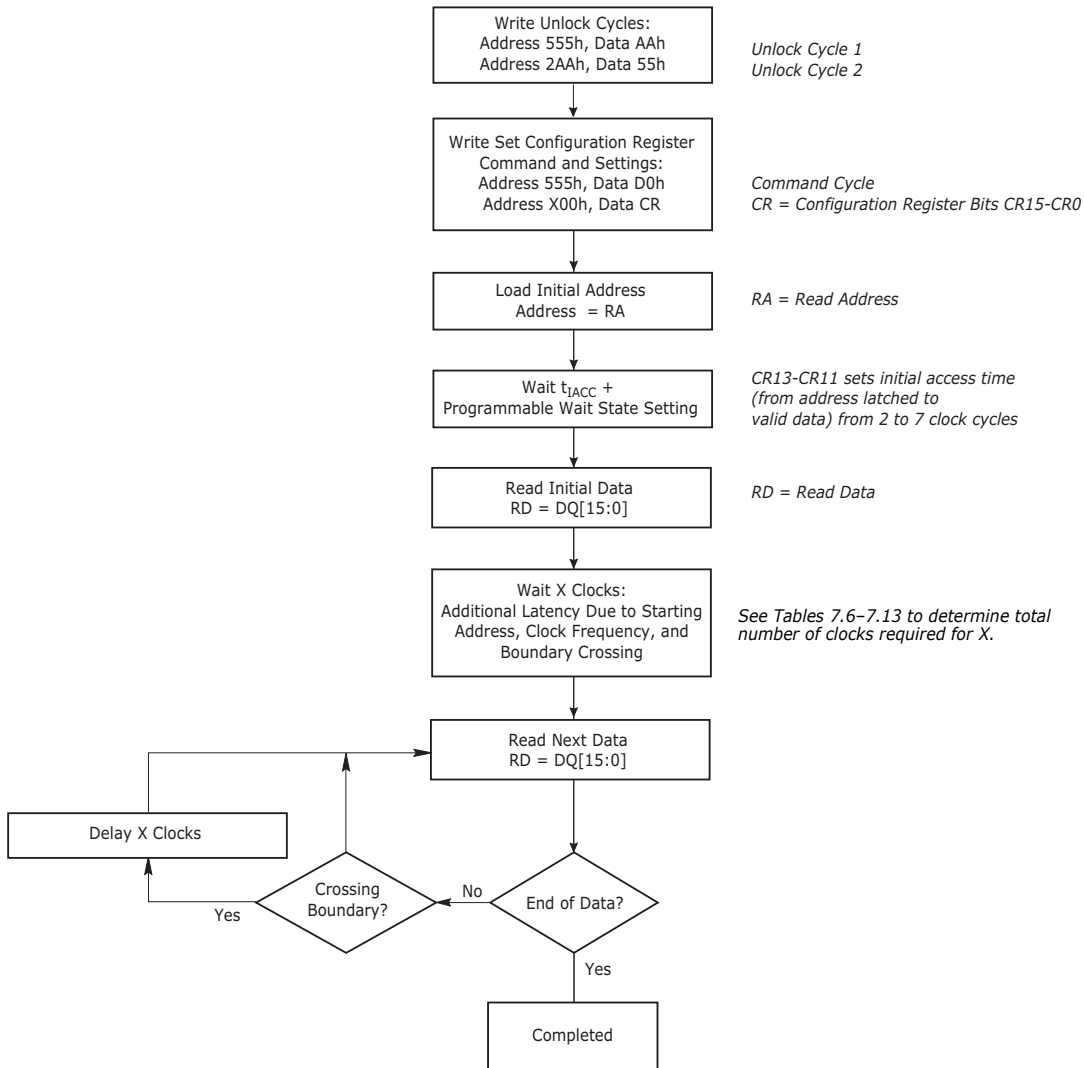 Write Unlock Cycles:
Address 555h, Data AAh
Address 2AAh, Data 55h
Unlock Cycle 1
Unlock Cycle 2
Write Set Configuration Register
Command and Settings:
Address 555h, Data D0h
Address X00h, Data CR
Command Cycle
CR = Configuration Register Bits CR15-CR0
Load Initial Address
Address = RA
RA = Read Address
Wait tIACC +
Programmable Wait State Setting
CR13-CR11 sets initial access time
(from address latched to
valid data) from 2 to 7 clock cycles
Read Initial Data
RD = DQ[15:0]
RD = Read Data
Wait X Clocks:
Additional Latency Due to Starting
Address, Clock Frequency, and
Boundary Crossing
See Tables 7.6–7.13 to determine total
number of clocks required for X.
Read Next Data
RD = DQ[15:0]
Delay X Clocks
Crossing
Boundary?
Yes
No
End of Data?
Yes
Completed